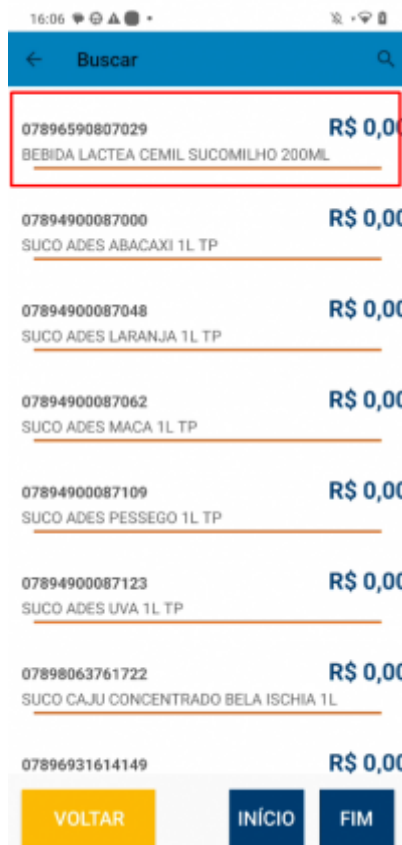 16:06
Buscar
07896590807029 R$ 0,00
BEBIDA LACTEA CEMIL SUCOMILHO 200ML
07894900087000 R$ 0,00
SUCO ADES ABACAXI 1L TP
07894900087048 R$ 0,00
SUCO ADES LARANJA 1L TP
07894900087062 R$ 0,00
SUCO ADES MACA 1L TP
07894900087109 R$ 0,00
SUCO ADES PESSEGO 1L TP
07894900087123 R$ 0,00
SUCO ADES UVA 1L TP
07898063761722 R$ 0,00
SUCO CAJU CONCENTRADO BELA ISCHIA 1L
07896931614149 R$ 0,00
VOLTAR INÍCIO FIM